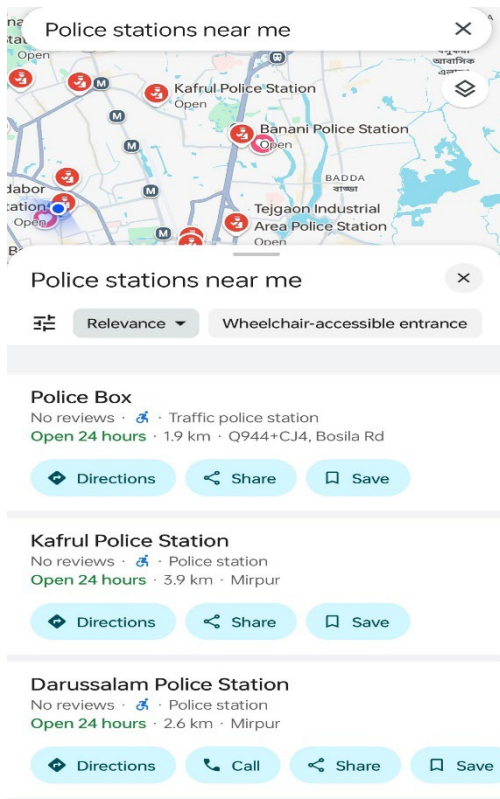 Police stations near me
Open
আবাসিক
Kafrul Police Station
Open
M
M
M
Banani Police Station
Open
BADDA
বাড্ডা
M
Tejgaon Industrial
Area Police Station
Open
M
Open
Police stations near me
Relevance
Wheelchair-accessible entrance
Police Box
No reviews · Traffic police station
Open 24 hours · 1.9 km · Q944+CJ4, Bosila Rd
Directions Share Save
Kafrul Police Station
No reviews · Police station
Open 24 hours · 3.9 km · Mirpur
Directions Share Save
Darussalam Police Station
No reviews · Police station
Open 24 hours · 2.6 km · Mirpur
Directions Call Share Save